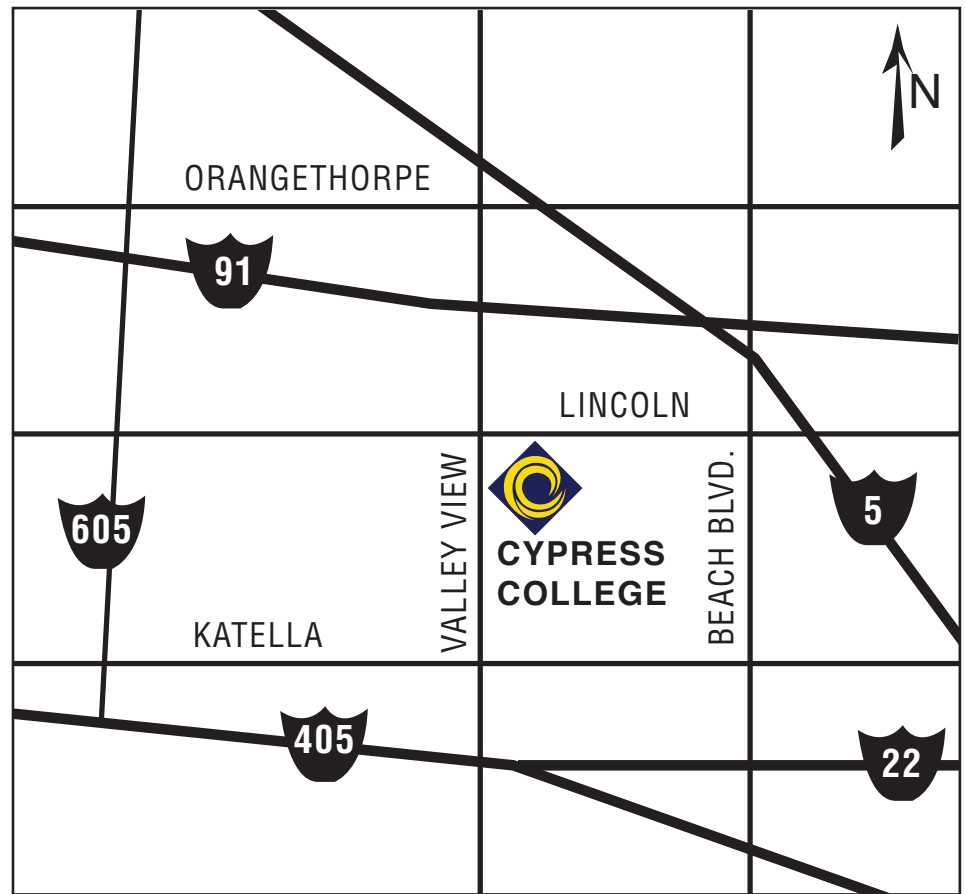 N
ORANGETHORPE
91
LINCOLN
VALLEY VIEW
BEACH BLVD.
605
5
CYPRESS
COLLEGE
KATELLA
405
22